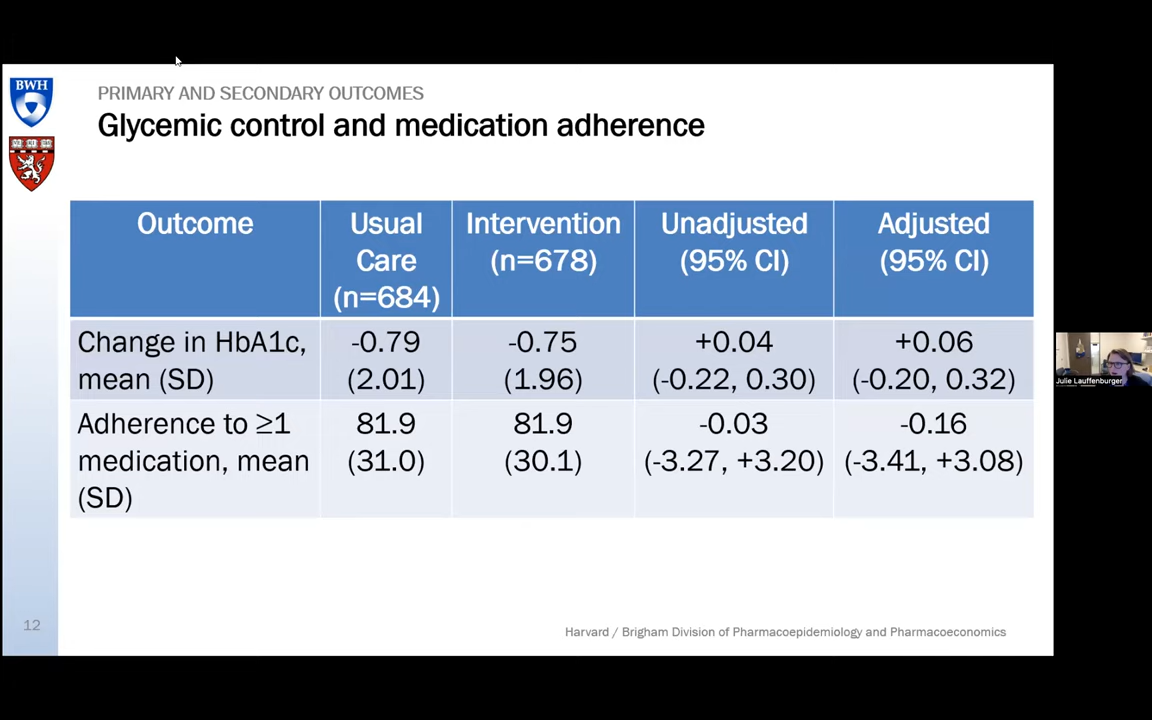 BWH
PRIMARY AND SECONDARY OUTCOMES
Glycemic control and medication adherence
Outcome
Usual
Care
(n=684)
Intervention
(n=678)
Unadjusted
(95% CI)
Adjusted
(95% CI)
Change in HbA1c,
mean (SD)
-0.79
(2.01)
-0.75
(1.96)
+0.04
(-0.22, 0.30)
+0.06
(-0.20, 0.32)
Adherence to ≥1
medication, mean
(SD)
81.9
(31.0)
81.9
(30.1)
-0.03
(-3.27, +3.20)
-0.16
(-3.41, +3.08)
Julie Lauffenburger
12
Harvard / Brigham Division of Pharmacoepidemiology and Pharmacoeconomics